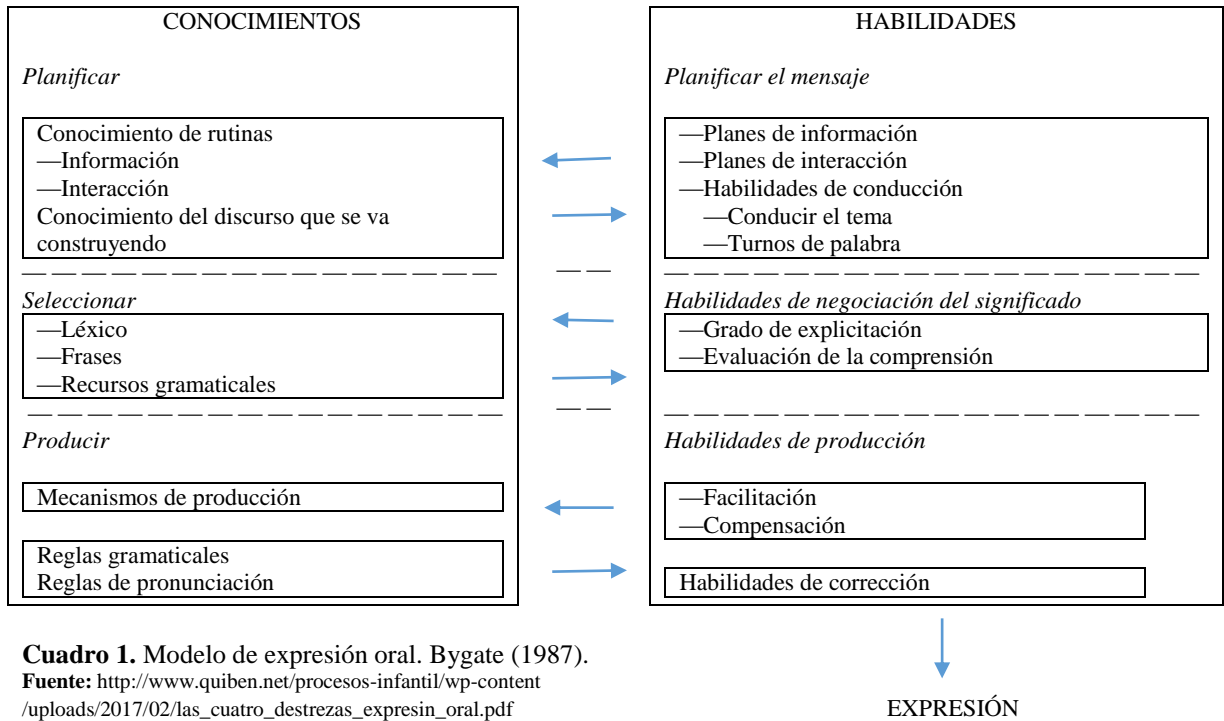 CONOCIMIENTOS
Planificar
Conocimiento de rutinas
—Información
—Interacción
Conocimiento del discurso que se va
construyendo
Seleccionar
—Léxico
—Frases
—Recursos gramaticales
Producir
Mecanismos de producción
Reglas gramaticales
Reglas de pronunciación
HABILIDADES
Planificar el mensaje
—Planes de información
—Planes de interacción
—Habilidades de conducción
—Conducir el tema
—Turnos de palabra
Habilidades de negociación del significado
—Grado de explicitación
—Evaluación de la comprensión
Habilidades de producción
—Facilitación
—Compensación
Habilidades de corrección
EXPRESIÓN
Cuadro 1. Modelo de expresión oral. Bygate (1987).
Fuente: http://www.quiben.net/procesos-infantil/wp-content
/uploads/2017/02/las_cuatro_destrezas_expresin_oral.pdf